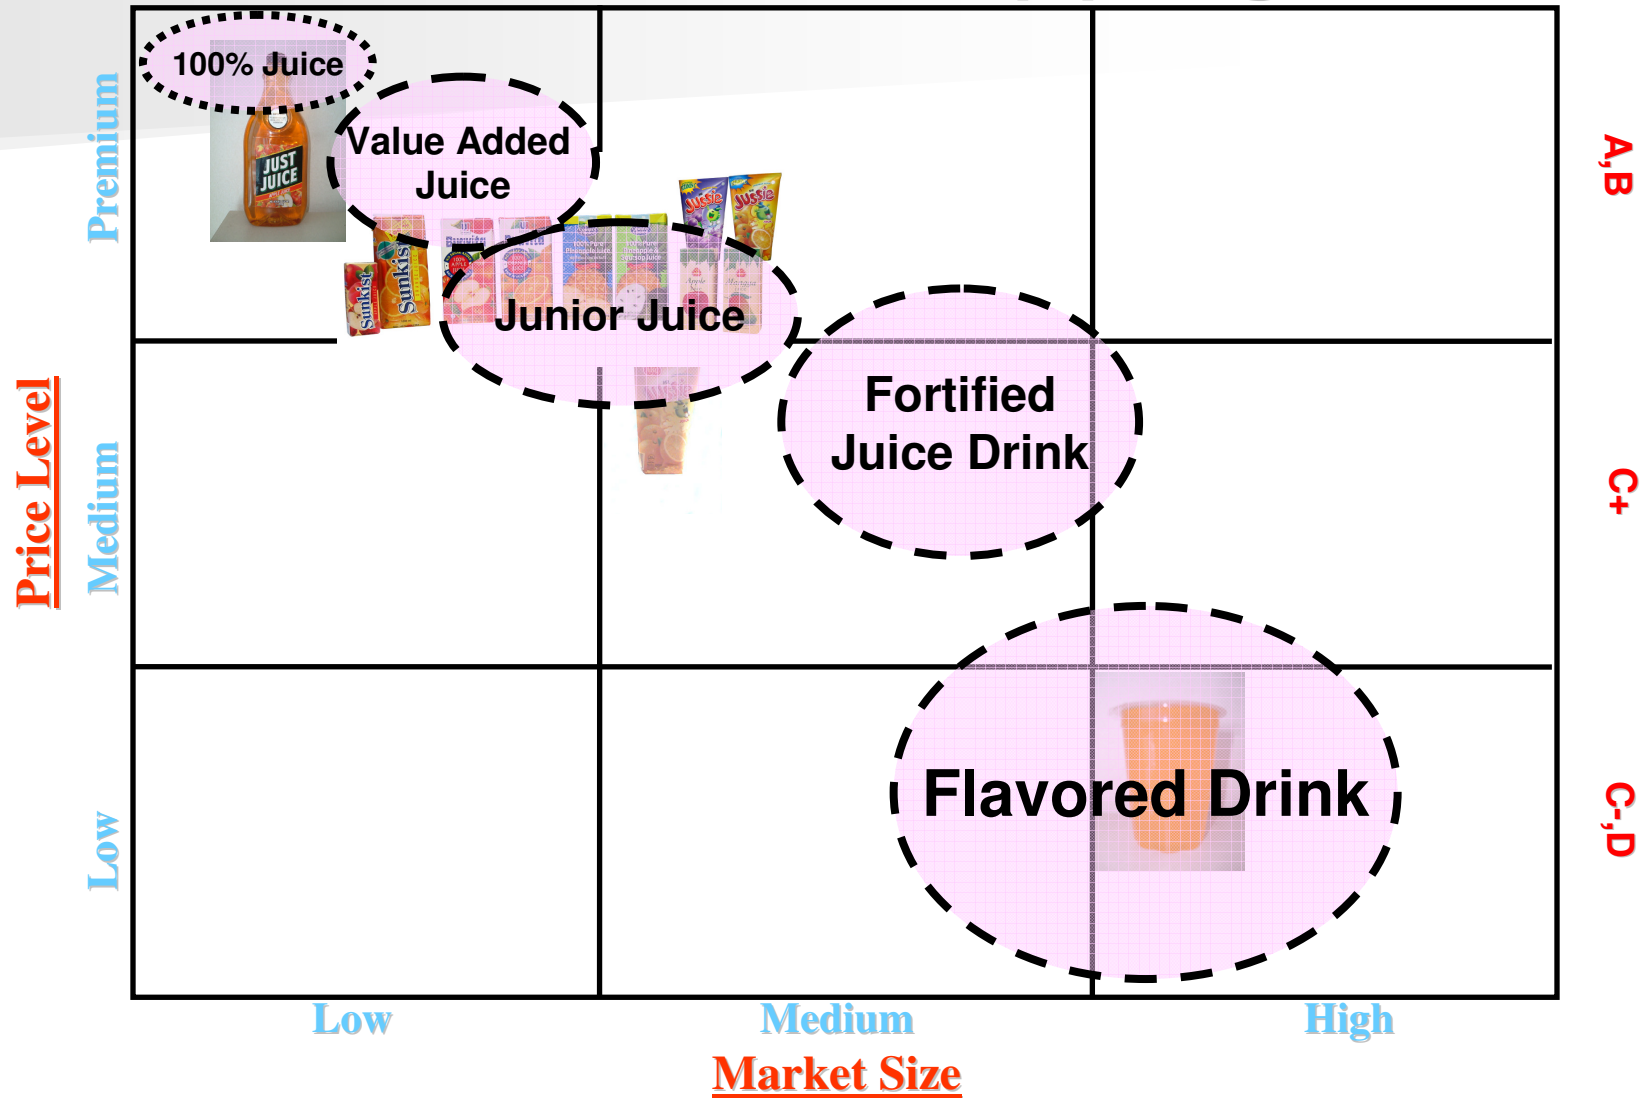 100% Juice
JUST
JUICE
Value Added
Juice
Jussie
Jussie
Sunkist
Sunkist
Junior Juice
Fortified
Juice Drink
Flavored Drink
Premium
Medium
Low
Price Level
A,B
C+
C-,D
Low
Medium
High
Market Size